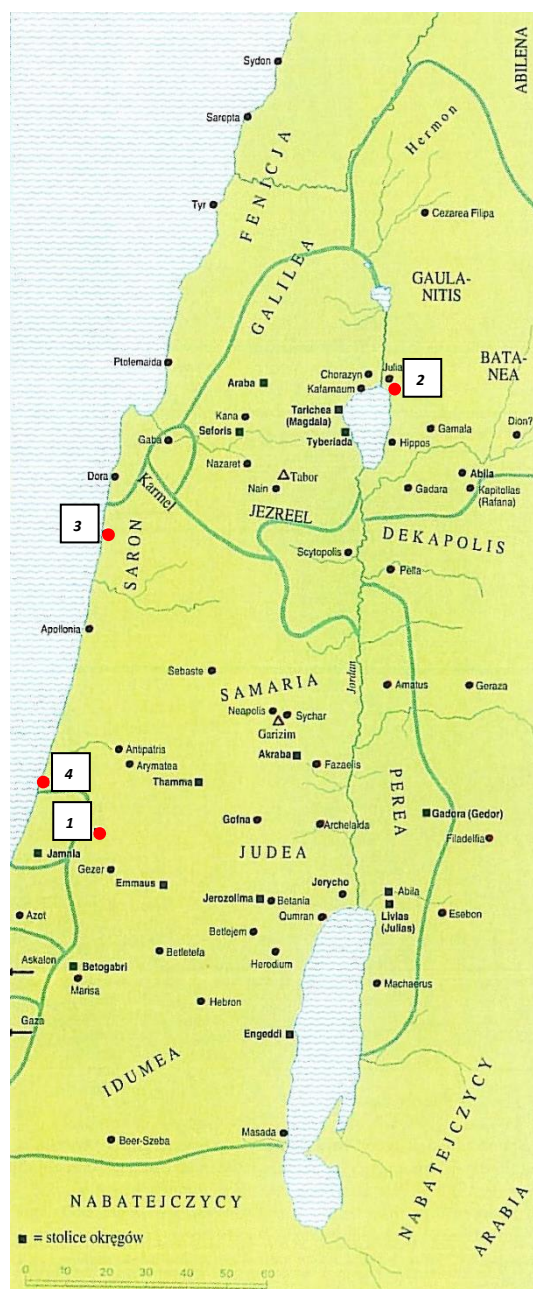 Sydon
ABILENA
Sarepta
Hermon
FENICJA
Tyr
Cezarea Filipa
GALILEA
GAULA-
NITIS
Ptolemaida
Chorazyn
Julia
2
BATA-
NEA
Araba
Kafarnaum
Kana
Tarichea
(Magdala)
Seforis
Tyberiada
Gamala
Dion?
Gaba
Hippos
Nazaret
Tabor
Abila
Dora
Karmel
Nain
Gadara
Kapitolias
(Rafana)
3
JEZREEL
SARON
DEKAPOLIS
Scytopolis
Pella
Apollonia
Sebaste
SAMARIA
Jordan
Amatus
Geraza
Neapolis
Sychar
Garizim
Antipatris
Akraba
4
Arymatea
Fazaelis
Thamma
PEREA
1
Gofna
Archelaida
Gadora (Gedor)
Filadelfia
Jamnia
JUDEA
Gezer
Emmaus
Jerycho
Abila
Jerozolima
Betania
Livias
(Julias)
Esebon
Azot
Qumran
Betlejem
Askalon
Betletefa
Herodium
Betogabri
Marisa
Machaerus
Hebron
Gaza
Engeddi
IDUMEA
Masada
Beer-Szeba
NABATEJCZYCY
NABATEJCZYCY
ARABIA
= stolice okręgów
0 10 20 30 40 50 60